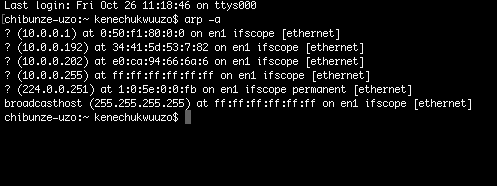 Last login: Fri Oct 26 11:18:46 on ttys000
chibunze-uzo:~ kenechukwuuzo$ arp -a
? (10.0.0.1) at 0:50:f1:80:0:0 on en1 ifscope [ethernet]
? (10.0.0.192) at 34:41:5d:53:7:82 on en1 ifscope [ethernet]
? (10.0.0.202) at e0:ca:94:66:6a:6 on en1 ifscope [ethernet]
? (10.0.0.255) at ff:ff:ff:ff:ff:ff on en1 ifscope [ethernet]
? (224.0.0.251) at 1:0:5e:0:0:fb on en1 ifscope permanent [ethernet]
broadcasthost (255.255.255.255) at ff:ff:ff:ff:ff:ff on en1 ifscope [ethernet]
chibunze-uzo:~ kenechukwuuzo$